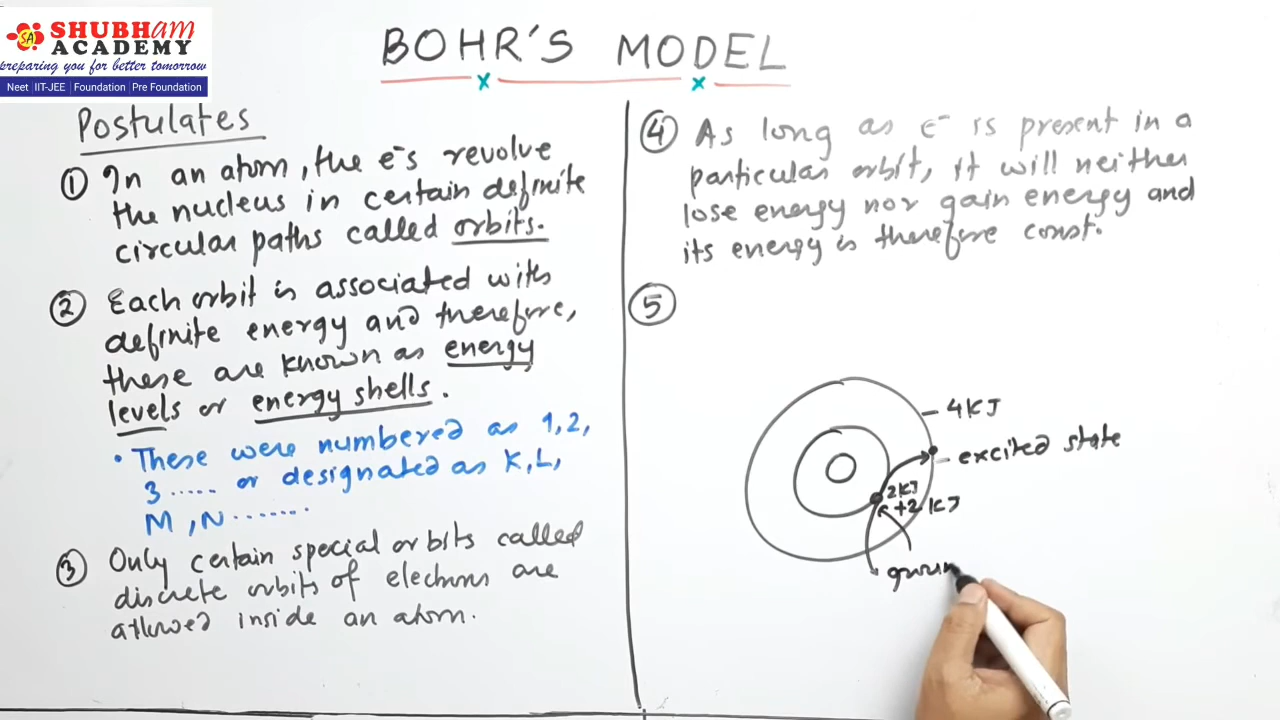 SHUBHAM
ACADEMY
SA
preparing you for better tomorrow
Neet | IIT-JEE | Foundation | Pre Foundation
BOHR'S MODEL
Postulates
① In an atom, the e⁻s revolve
the nucleus in certain definite
circular paths called orbits.
② Each orbit is associated with
definite energy and therefore,
these are known as energy
levels or energy shells.
• These were numbered as 1, 2,
3 ..... or designated as K, L,
M, N .......
③ Only certain special orbits called
discrete orbits of electrons are
allowed inside an atom.
④ As long as e⁻ is present in a
particular orbit, it will neither
lose energy nor gain energy and
its energy is therefore const.
⑤
4KJ
excited state
2KJ
+2KJ
groun